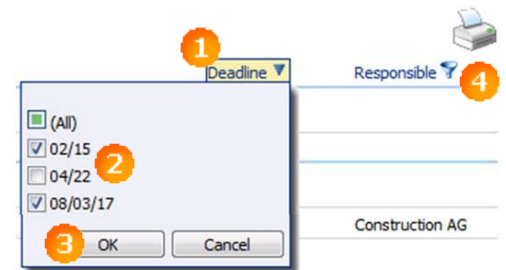 1
Deadline Responsible 4
(All)
02/15
2
04/22
08/03/17
Construction AG
3 OK Cancel